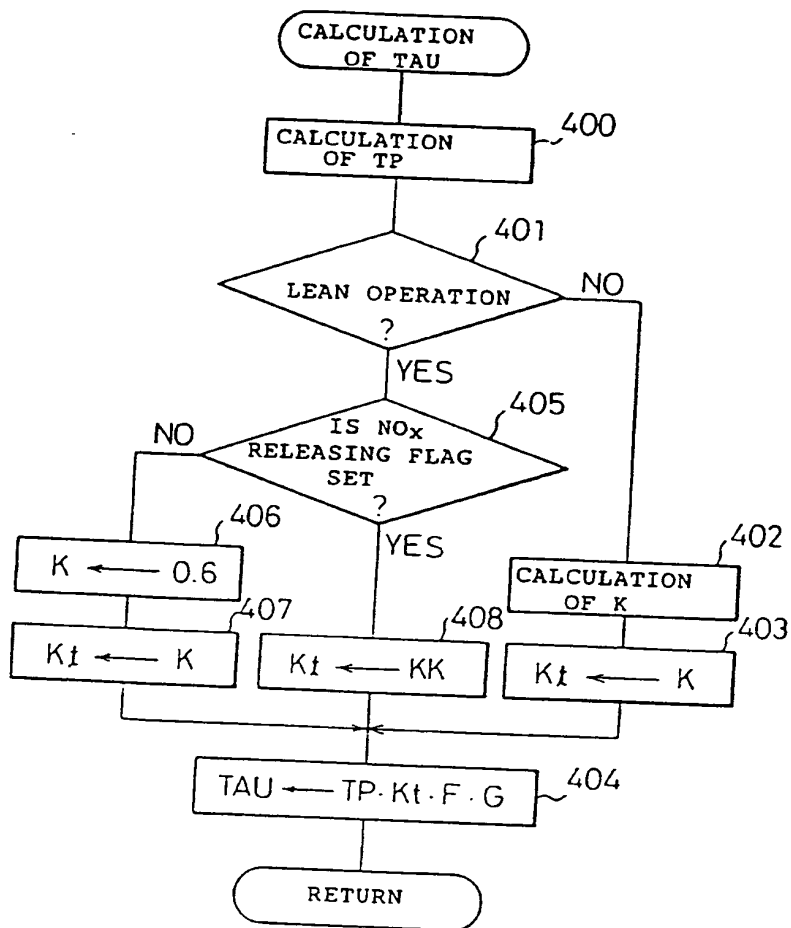 CALCULATION
OF TAU
400
CALCULATION
OF TP
401
LEAN OPERATION
?
NO
YES
405
IS NOx
RELEASING FLAG
SET
?
NO
YES
406
K ← 0.6
402
CALCULATION
OF K
407
Kt ← K
408
Kt ← KK
403
Kt ← K
404
TAU ← TP · Kt · F · G
RETURN